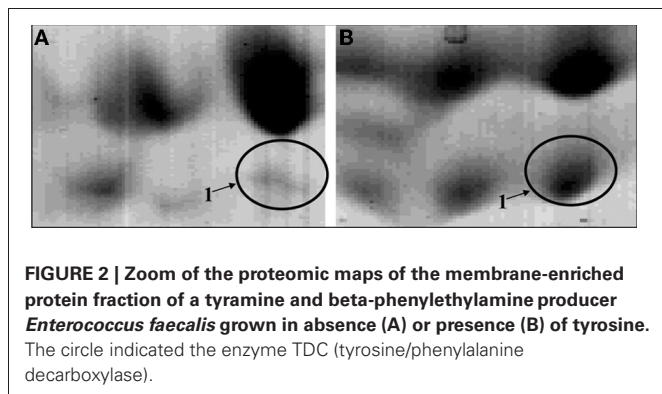 A
B
1
1
FIGURE 2 | Zoom of the proteomic maps of the membrane-enriched
protein fraction of a tyramine and beta-phenylethylamine producer
Enterococcus faecalis grown in absence (A) or presence (B) of tyrosine.
The circle indicated the enzyme TDC (tyrosine/phenylalanine
decarboxylase).